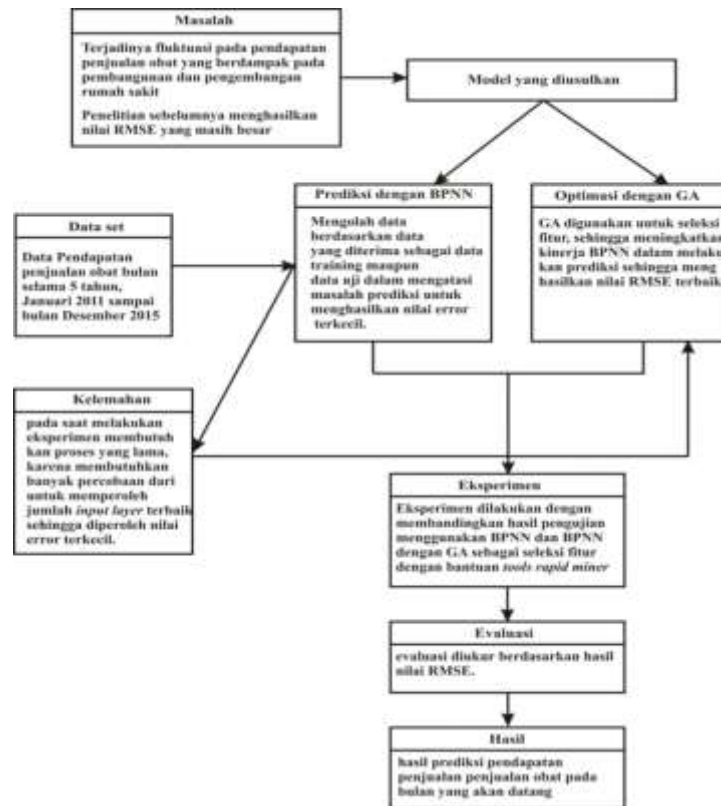 Masalah
Terjadinya fluktuasi pada pendapatan
penjualan obat yang berdampak pada
pembangunan dan pengembangan
rumah sakit
Penelitian sebelumnya menghasilkan
nilai RMSE yang masih besar
Model yang diusulkan
Prediksi dengan BPNN
Mengolah data
berdasarkan data
yang diterima sebagai data
training maupun
data uji dalam mengatasi
masalah prediksi untuk
menghasilkan nilai error
terkecil.
Optimasi dengan GA
GA digunakan untuk seleksi
fitur, sehingga meningkatkan
kinerja BPNN dalam melaku
kan prediksi sehingga meng
hasilkan nilai RMSE terbaik
Data set
Data Pendapatan
penjualan obat bulan
selama 5 tahun,
Januari 2011 sampai
bulan Desember 2015
Kelemahan
pada saat melakukan
eksperimen membutuh
kan proses yang lama,
karena membutuhkan
banyak percobaan dari
untuk memperoleh
jumlah input layer terbaik
sehingga diperoleh nilai
error terkecil.
Eksperimen
Eksperimen dilakukan dengan
membandingkan hasil pengujian
menggunakan BPNN dan BPNN
dengan GA sebagai seleksi fitur
dengan bantuan tools rapid miner
Evaluasi
evaluasi diukur berdasarkan hasil
nilai RMSE.
Hasil
hasil prediksi pendapatan
penjualan penjualan obat pada
bulan yang akan datang